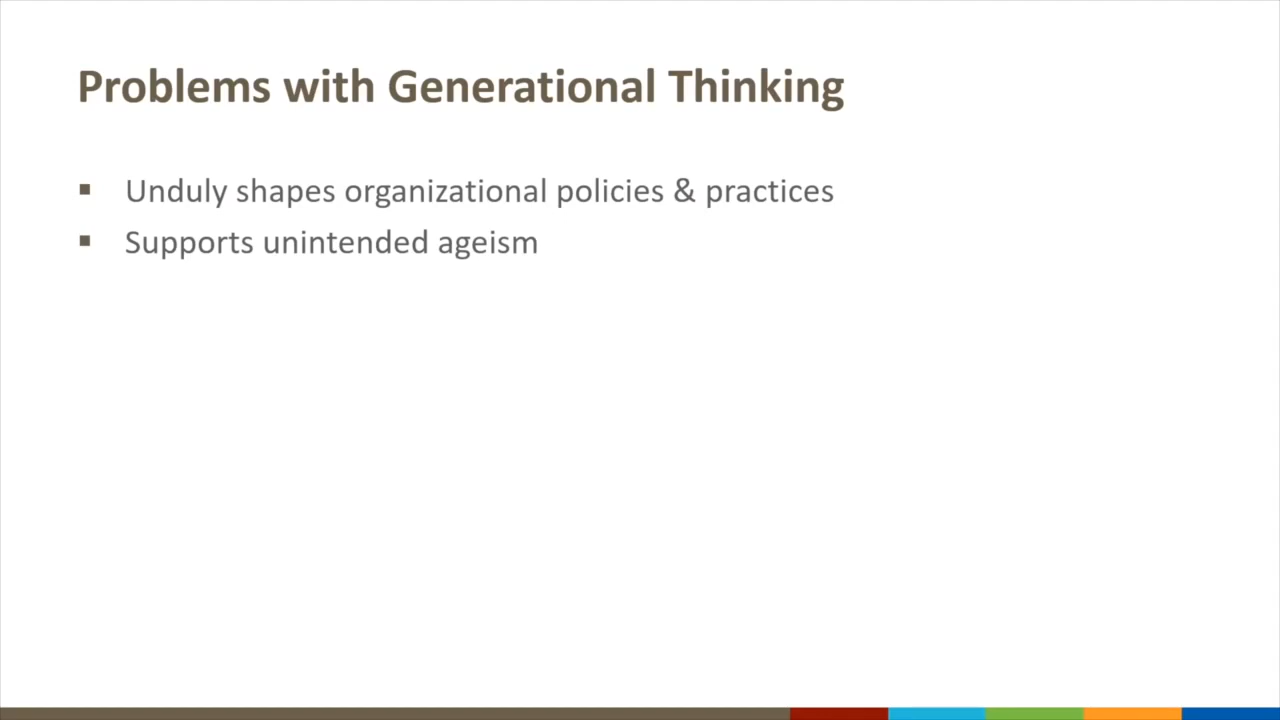 Problems with Generational Thinking
▪ Unduly shapes organizational policies & practices
▪ Supports unintended ageism